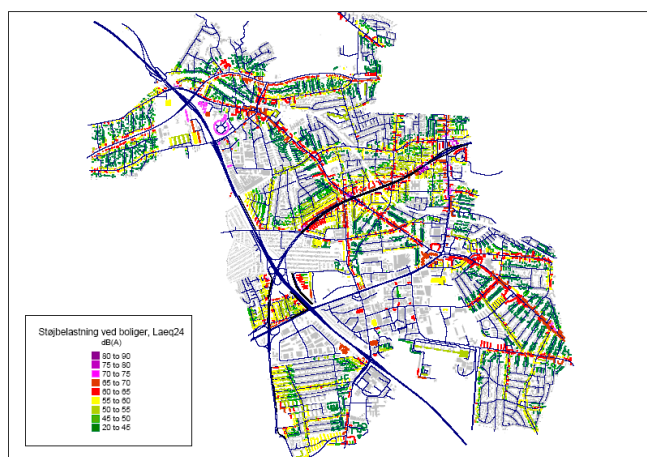 Støjbelastning ved boliger, Laeq24
dB(A)
80 to 90
75 to 80
70 to 75
65 to 70
60 to 65
55 to 60
50 to 55
45 to 50
20 to 45